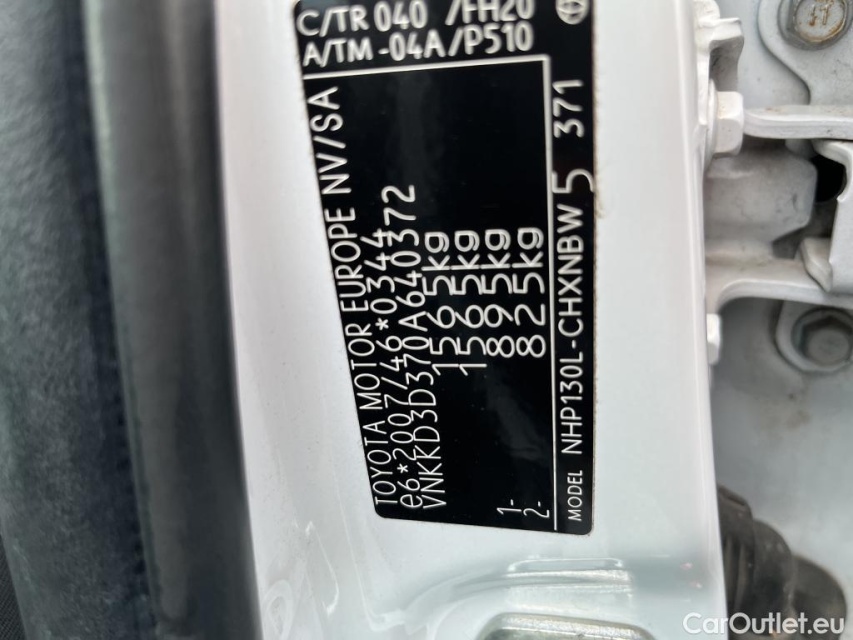 TOYOTA MOTOR EUROPE NV/SA
e6*2007/46*0344
VNKKD3D370A640372
1565kg
1565kg
1- 895kg
2- 825kg
MODEL NHP130L-CHXNBW 5 371
C/TR 040 /FH20
A/TM -04A/P510
CarOutlet.eu